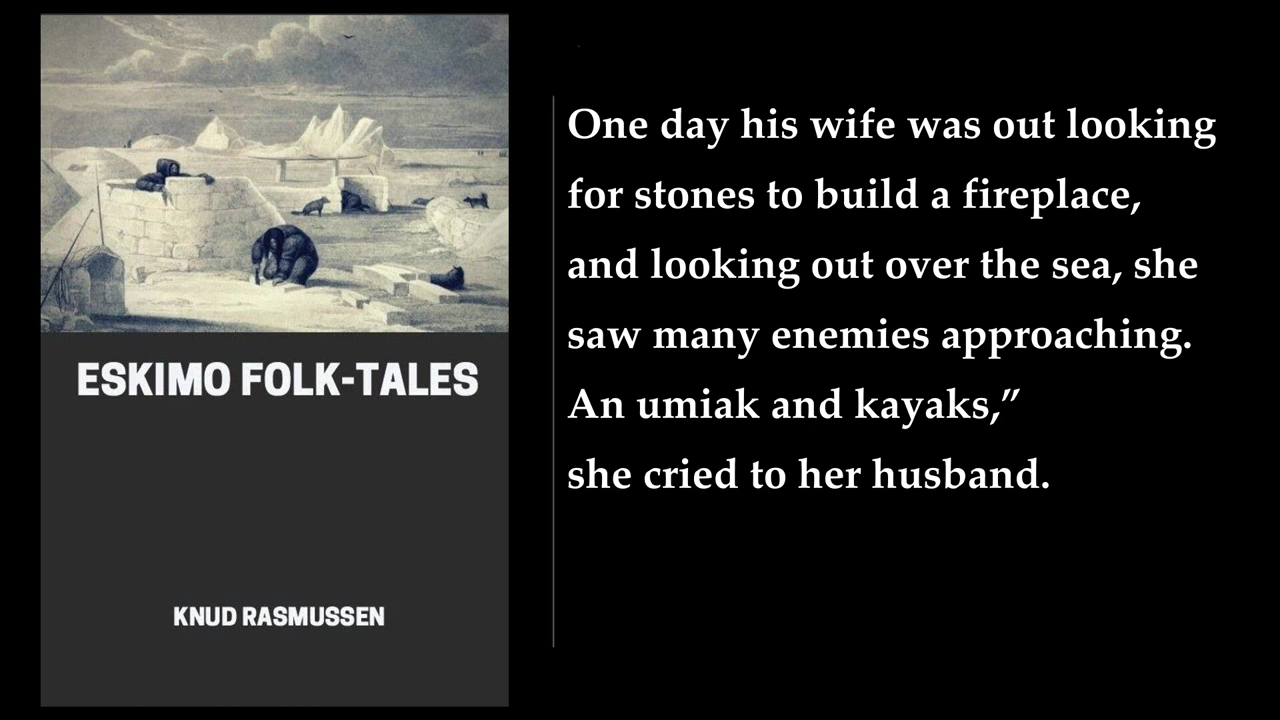 ESKIMO FOLK-TALES
KNUD RASMUSSEN
One day his wife was out looking
for stones to build a fireplace,
and looking out over the sea, she
saw many enemies approaching.
An umiak and kayaks,”
she cried to her husband.